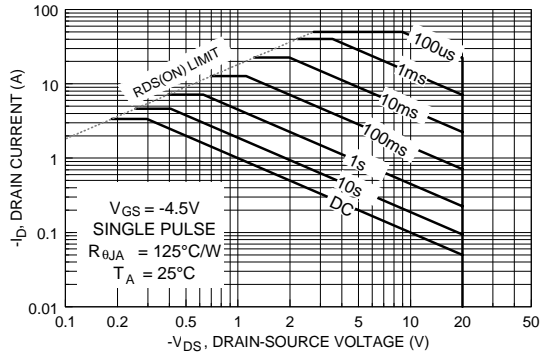 100
10
1
0.1
0.01
-ID, DRAIN CURRENT (A)
RDS(ON) LIMIT
100us
1ms
10ms
100ms
1s
10s
DC
VGS = -4.5V
SINGLE PULSE
RθJA = 125°C/W
TA = 25°C
0.1 0.2 0.5 1 2 5 10 20 50
-VDS, DRAIN-SOURCE VOLTAGE (V)